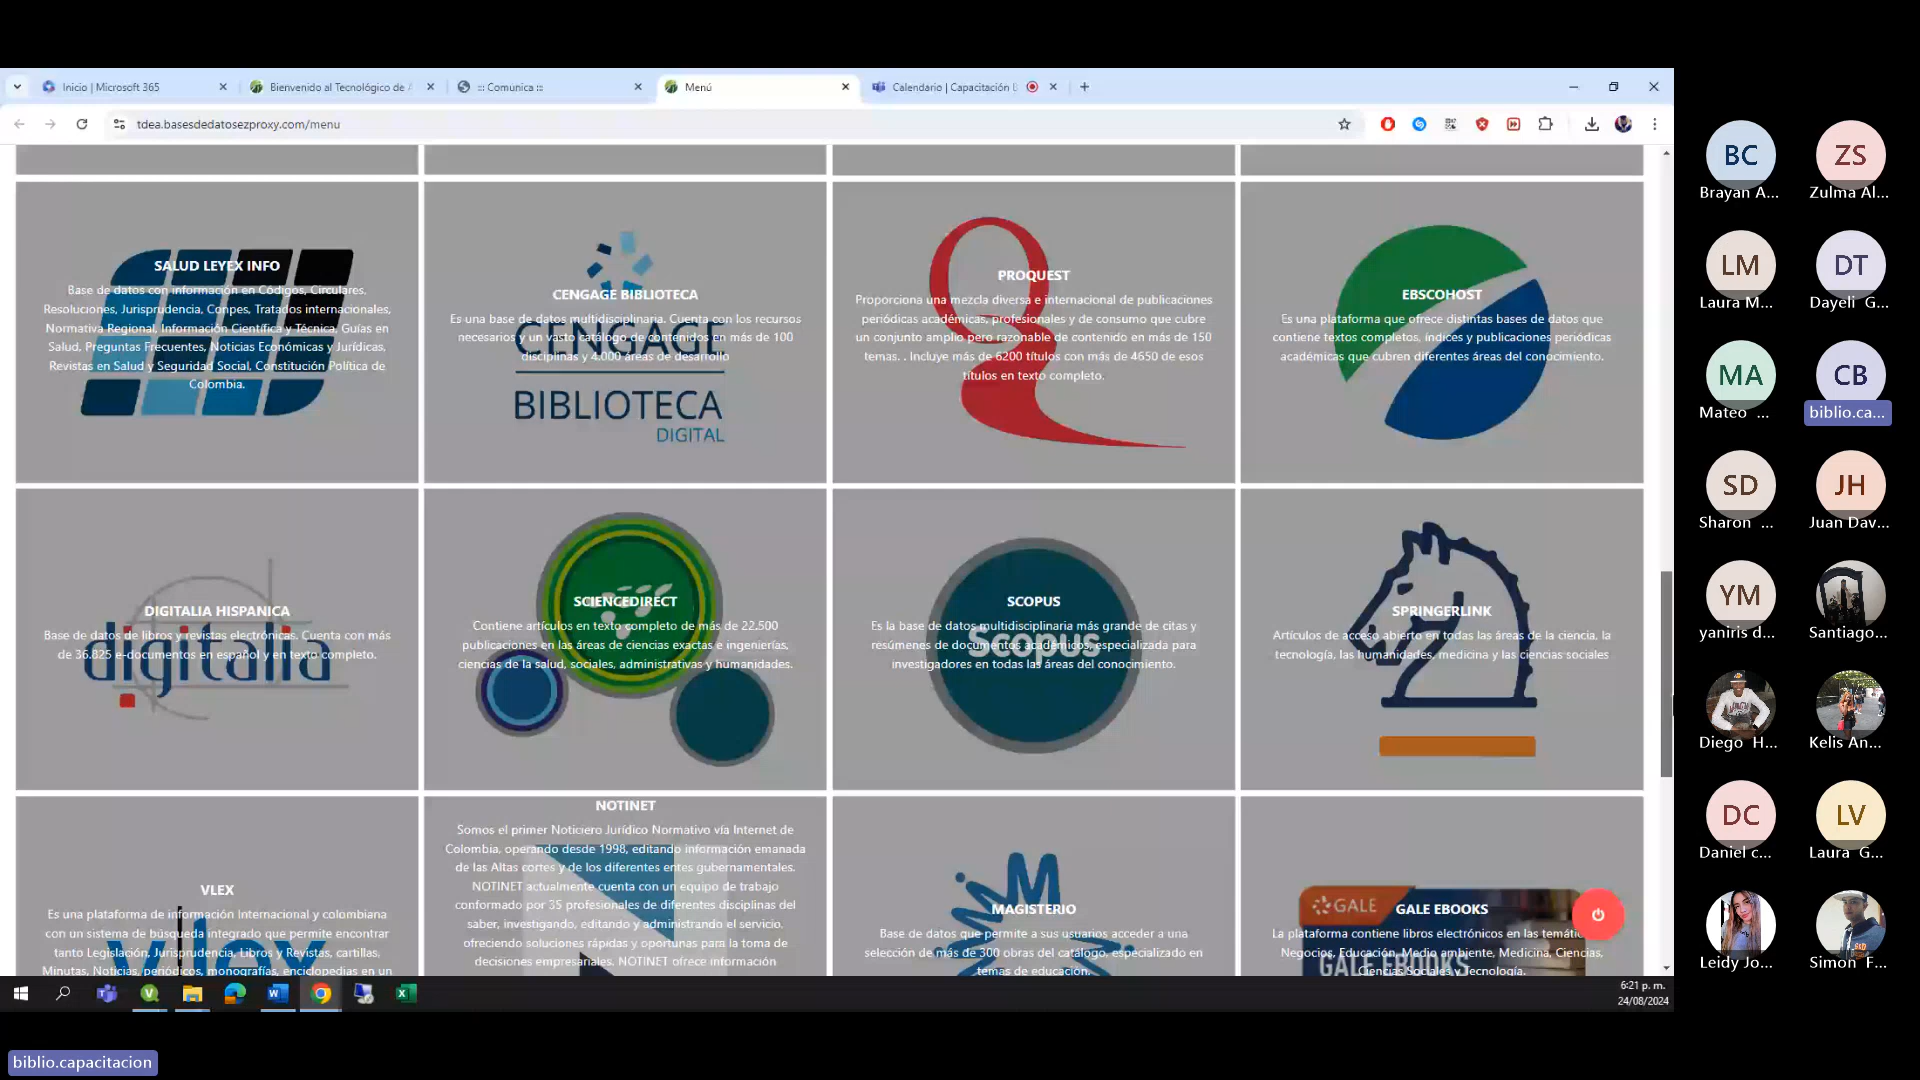 Inicio | Microsoft 365
Bienvenido al Tecnológico de A
::: Comunica :::
Menú
Calendario | Capacitación
tdea.basesdedatosezproxy.com/menu
SALUD LEYEX INFO
Base de datos con información en Códigos, Circulares,
Resoluciones, Jurisprudencia, Conpes, Tratados internacionales,
Normativa Regional, Información Científica y Técnica, Guías en
Salud, Preguntas Frecuentes, Noticias Económicas y Jurídicas,
Revistas en Salud y Seguridad Social, Constitución Política de
Colombia.
CENGAGE BIBLIOTECA
Es una base de datos multidisciplinaria. Cuenta con los recursos
necesarios y un vasto catálogo de contenidos en más de 100
disciplinas y 4.000 áreas de desarrollo
CENGAGE
BIBLIOTECA
DIGITAL
PROQUEST
Proporciona una mezcla diversa e internacional de publicaciones
periódicas académicas, profesionales y de consumo que cubre
un conjunto amplio pero razonable de contenido en más de 150
temas. . Incluye más de 6200 títulos con más de 4650 de esos
títulos en texto completo.
EBSCOHOST
Es una plataforma que ofrece distintas bases de datos que
contiene textos completos, índices y publicaciones periódicas
académicas que cubren diferentes áreas del conocimiento.
DIGITALIA HISPANICA
Base de datos de libros y revistas electrónicas. Cuenta con más
de 36.825 e-documentos en español y en texto completo.
digitalia
SCIENCEDIRECT
Contiene artículos en texto completo de más de 22.500
publicaciones en las áreas de ciencias exactas e ingenierías,
ciencias de la salud, sociales, administrativas y humanidades.
SCOPUS
Es la base de datos multidisciplinaria más grande de citas y
resúmenes de documentos académicos, especializada para
investigadores en todas las áreas del conocimiento.
Scopus
SPRINGERLINK
Artículos de acceso abierto en todas las áreas de la ciencia, la
tecnología, las humanidades, medicina y las ciencias sociales
VLEX
Es una plataforma de información Internacional y colombiana
con un sistema de búsqueda integrado que permite encontrar
tanto Legislación, Jurisprudencia, Libros y Revistas, cartillas,
Minutas, Noticias, periódicos, monografías, enciclopedias en un
vlex
NOTINET
Somos el primer Noticiero Jurídico Normativo vía Internet de
Colombia, operando desde 1998, editando información emanada
de las Altas cortes y de los diferentes entes gubernamentales.
NOTINET actualmente cuenta con un equipo de trabajo
conformado por 35 profesionales de diferentes disciplinas del
saber, investigando, editando y administrando el servicio,
ofreciendo soluciones rápidas y oportunas para la toma de
decisiones empresariales. NOTINET ofrece información
MAGISTERIO
Base de datos que permite a sus usuarios acceder a una
selección de más de 300 obras del catálogo, especializado en
temas de educación.
GALE
GALE EBOOKS
La plataforma contiene libros electrónicos en las temátic
Negocios, Educación, Medio ambiente, Medicina, Ciencias,
Ciencias Sociales y Tecnología.
GALE EBOOKS
6:21 p. m.
24/08/2024
BC
Brayan A...
ZS
Zulma Al...
LM
Laura M...
DT
Dayeli G...
MA
Mateo ...
CB
biblio.ca...
SD
Sharon ...
JH
Juan Dav...
YM
yaniris d...
Santiago...
Diego H...
Kelis An...
DC
Daniel c...
LV
Laura G...
Leidy Jo...
Simon F...
biblio.capacitacion